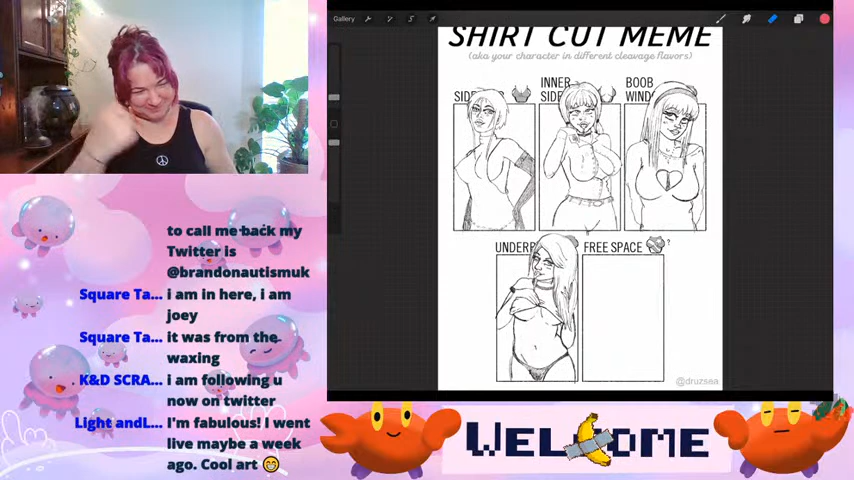 Gallery
SHIRT CUT MEME
(aka your character in different cleavage flavors)
INNER
BOOB
SIDE
WIND
UNDERB
FREE SPACE
?
@druzsea
to call me back my
Twitter is
@brandonautismuk
Square Ta... i am in here, i am
joey
Square Ta... it was from the
waxing
K&D SCRA... i am following u
now on twitter
Light andL... I'm fabulous! I went
live maybe a week
ago. Cool art 😁
WELCOME